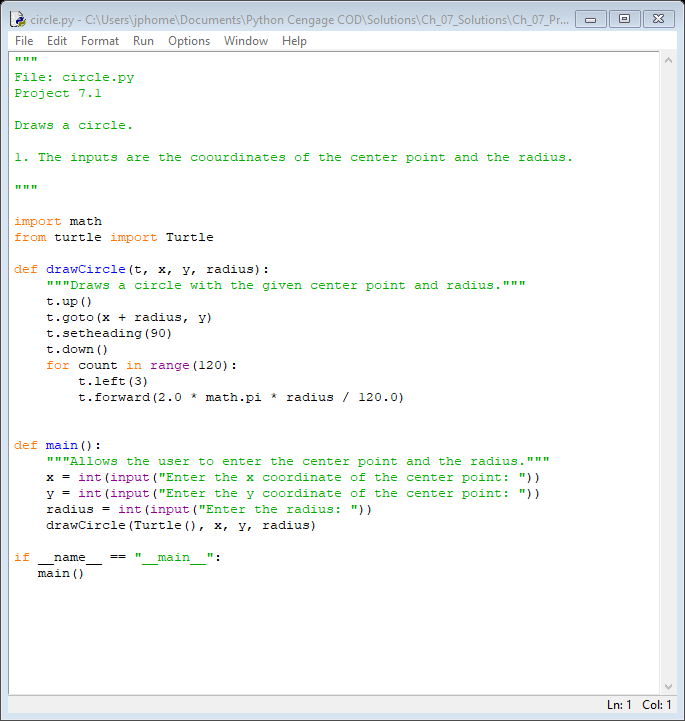 circle.py - C:\Users\jphome\Documents\Python Cengage COD\Solutions\Ch_07_Solutions\Ch_07_Pr...
File Edit Format Run Options Window Help
"""
File: circle.py
Project 7.1
Draws a circle.
1. The inputs are the coourdinates of the center point and the radius.
"""
import math
from turtle import Turtle
def drawCircle(t, x, y, radius):
    """Draws a circle with the given center point and radius."""
    t.up()
    t.goto(x + radius, y)
    t.setheading(90)
    t.down()
    for count in range(120):
        t.left(3)
        t.forward(2.0 * math.pi * radius / 120.0)
def main():
    """Allows the user to enter the center point and the radius."""
    x = int(input("Enter the x coordinate of the center point: "))
    y = int(input("Enter the y coordinate of the center point: "))
    radius = int(input("Enter the radius: "))
    drawCircle(Turtle(), x, y, radius)
if __name__ == "__main__":
   main()
Ln: 1 Col: 1